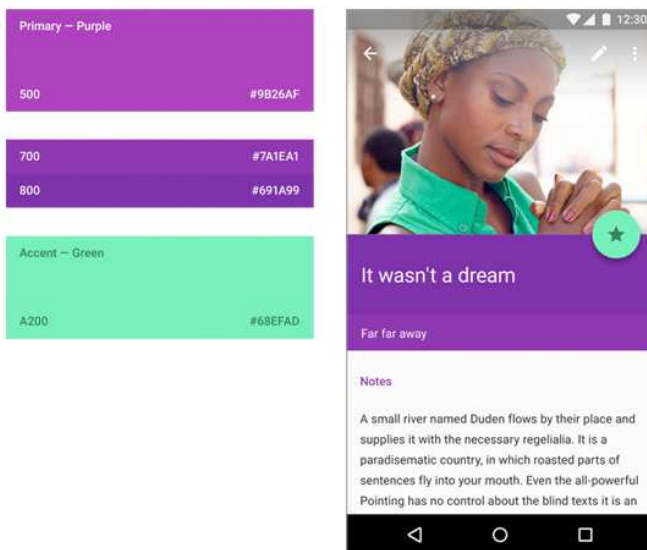 Primary — Purple
500 #9B26AF
700 #7A1EA1
800 #691A99
Accent — Green
A200 #68EFAD
12:30
It wasn't a dream
Far far away
Notes
A small river named Duden flows by their place and
supplies it with the necessary regelialia. It is a
paradisematic country, in which roasted parts of
sentences fly into your mouth. Even the all-powerful
Pointing has no control about the blind texts it is an